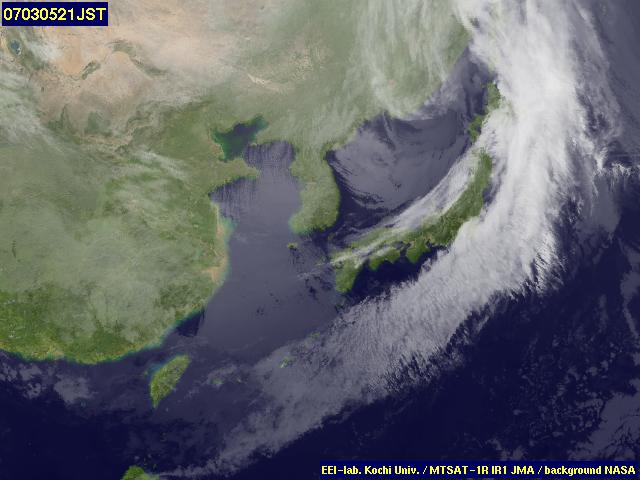 07030521JST
EEI-lab. Kochi Univ. / MTSAT-1R IR1 JMA / background NASA